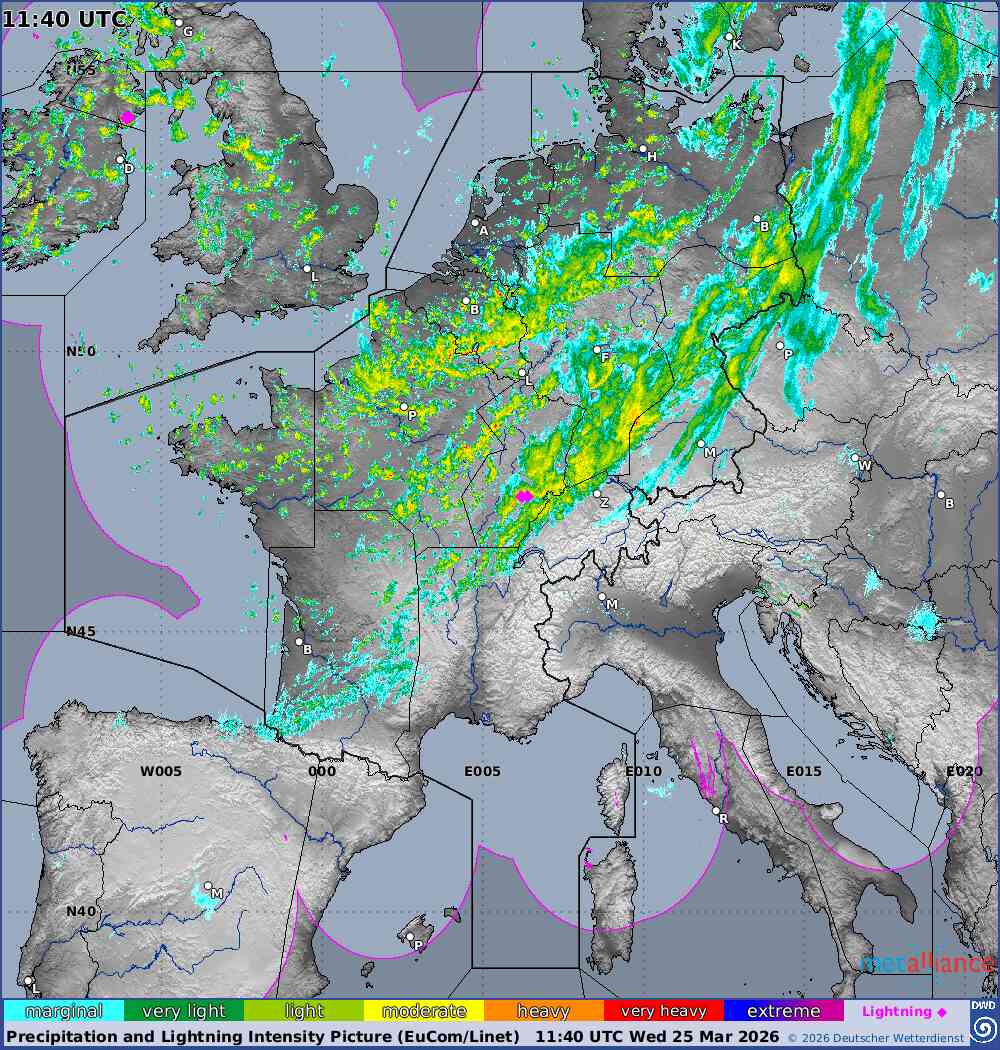 11:40 UTC
G
K
N55
H
D
A
B
L
B
N50
F
P
L
P
M
W
Z
B
M
N45
B
W005
000
E005
E010
E015
E020
R
M
N40
P
L
metalliance
marginal
very light
light
moderate
heavy
very heavy
extreme
Lightning ◆
DWD
Precipitation and Lightning Intensity Picture (EuCom/Linet) 11:40 UTC Wed 25 Mar 2026 © 2026 Deutscher Wetterdienst